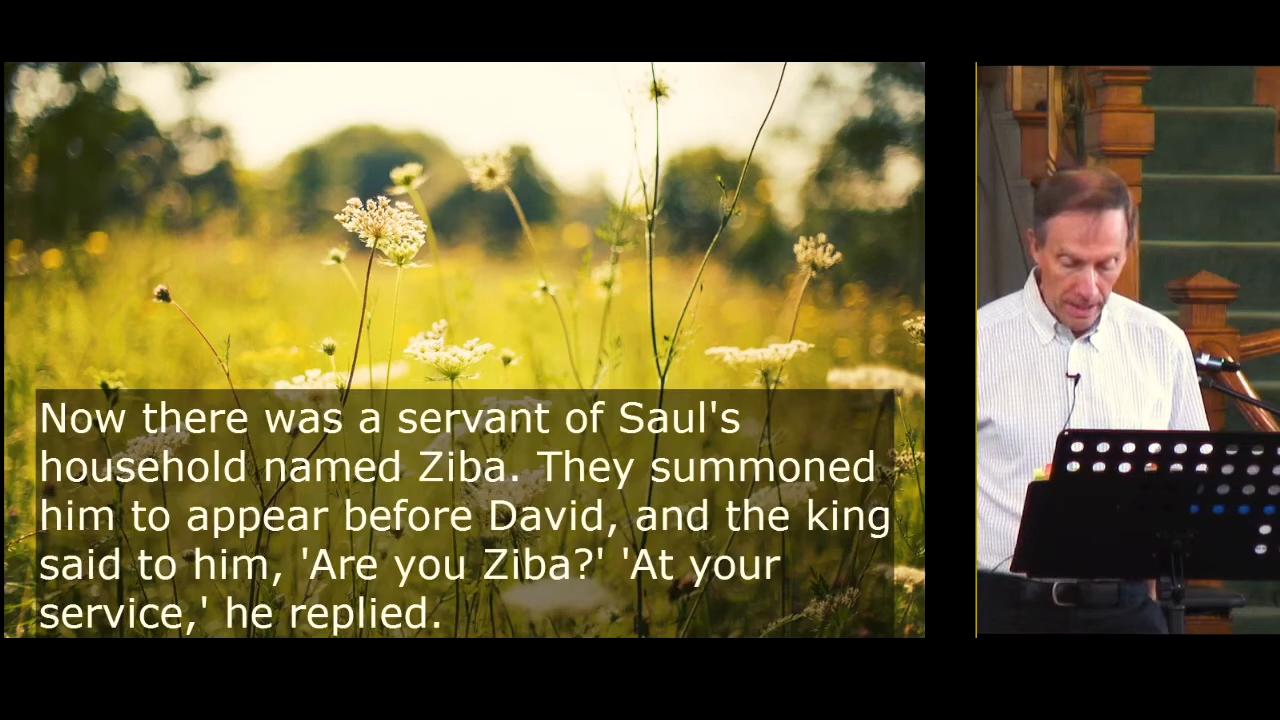 Now there was a servant of Saul's
household named Ziba. They summoned
him to appear before David, and the king
said to him, 'Are you Ziba?' 'At your
service,' he replied.